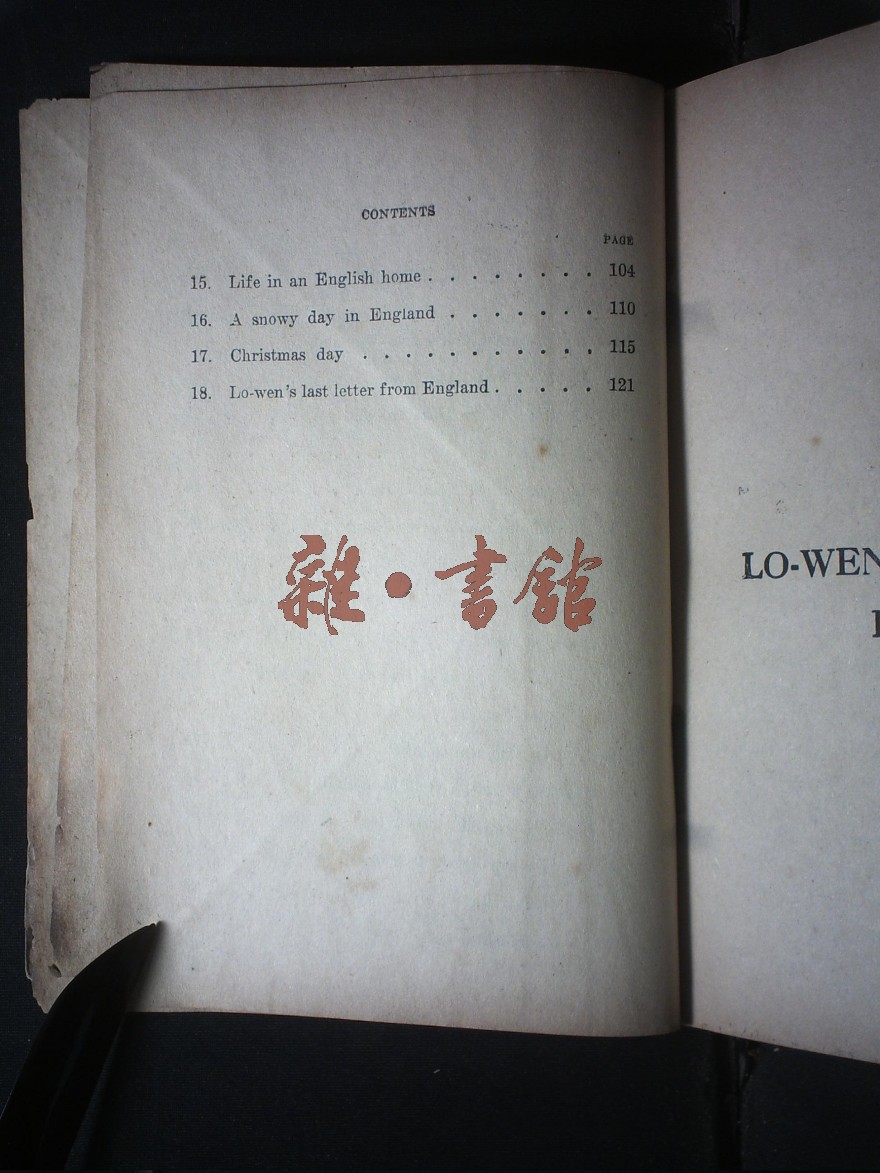 CONTENTS
PAGE
15. Life in an English home . . . . . . . . 104
16. A snowy day in England . . . . . . . 110
17. Christmas day . . . . . . . . . . . 115
18. Lo-wen's last letter from England . . . . . 121
雜·書館
LO-WEN